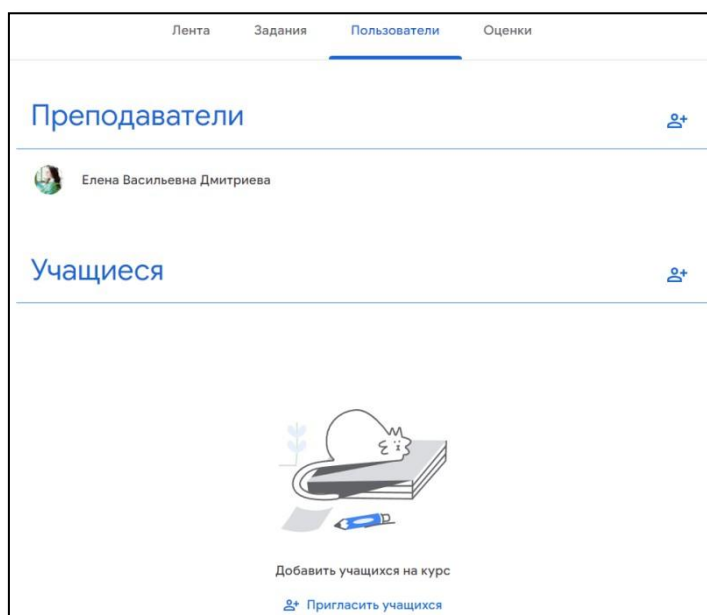 Лента Задания Пользователи Оценки
Преподаватели
Елена Васильевна Дмитриева
Учащиеся
Добавить учащихся на курс
Пригласить учащихся